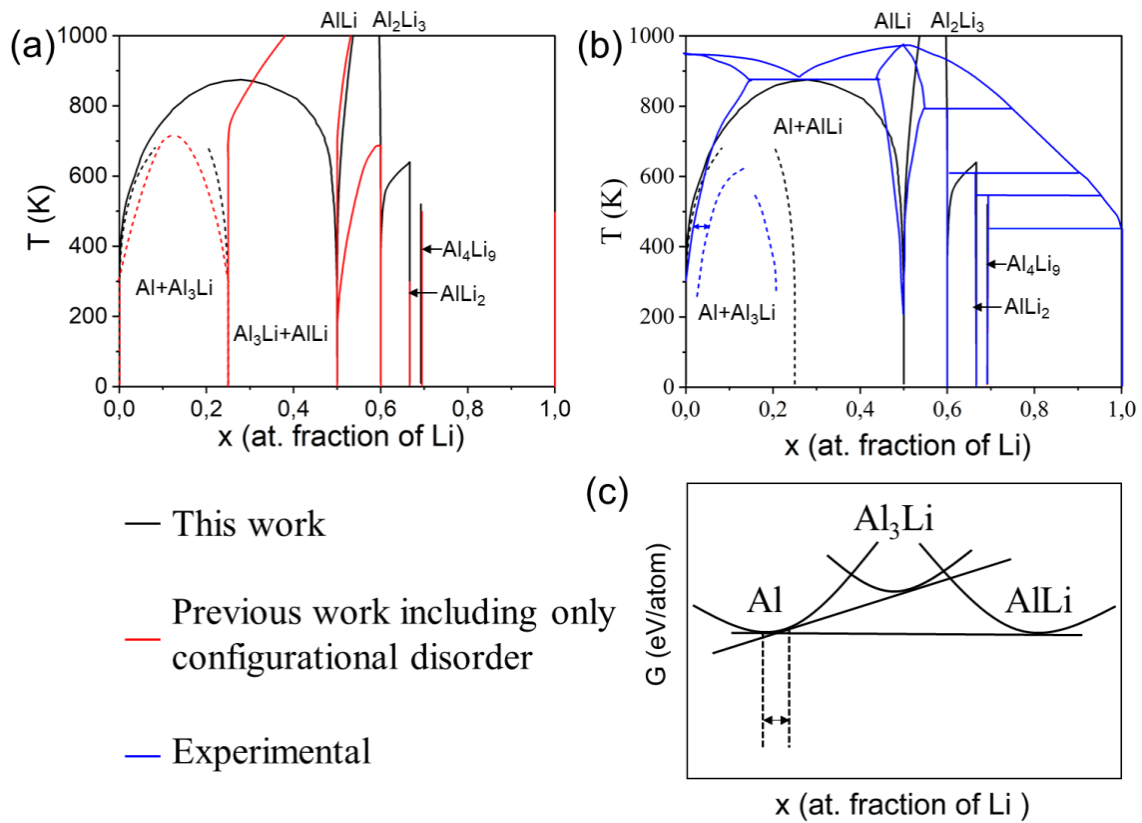 (a)
AlLi Al₂Li₃
1000
800
600
400
200
0
T (K)
Al+Al₃Li
Al₃Li+AlLi
Al₄Li₉
AlLi₂
0,0 0,2 0,4 0,6 0,8 1,0
x (at. fraction of Li)
(b)
AlLi Al₂Li₃
1000
800
600
400
200
0
T (K)
Al+AlLi
Al+Al₃Li
Al₄Li₉
AlLi₂
0,0 0,2 0,4 0,6 0,8 1,0
x (at. fraction of Li)
This work
Previous work including only
configurational disorder
Experimental
(c)
G (eV/atom)
Al₃Li
Al
AlLi
x (at. fraction of Li )